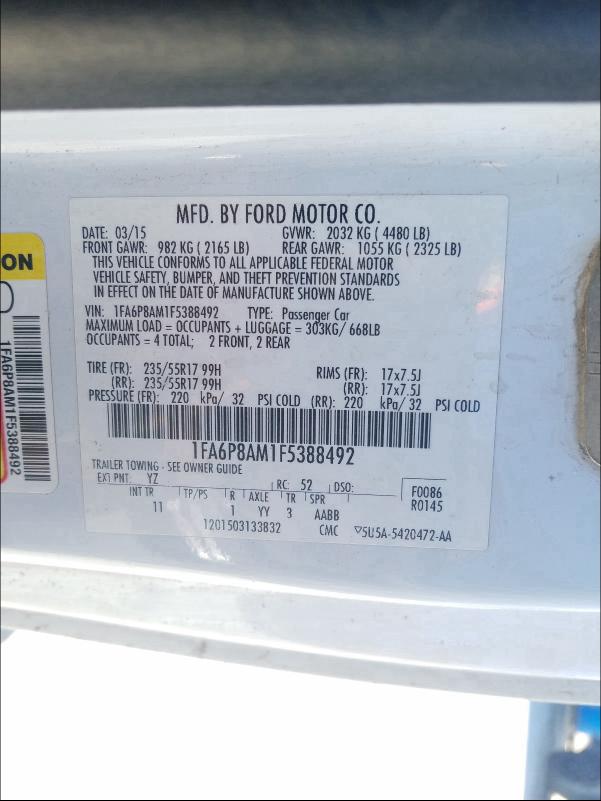 MFD. BY FORD MOTOR CO.
DATE: 03/15 GVWR: 2032 KG ( 4480 LB)
FRONT GAWR: 982 KG ( 2165 LB) REAR GAWR: 1055 KG ( 2325 LB)
THIS VEHICLE CONFORMS TO ALL APPLICABLE FEDERAL MOTOR
VEHICLE SAFETY, BUMPER, AND THEFT PREVENTION STANDARDS
IN EFFECT ON THE DATE OF MANUFACTURE SHOWN ABOVE.
VIN: 1FA6P8AM1F5388492 TYPE: Passenger Car
MAXIMUM LOAD = OCCUPANTS + LUGGAGE = 303KG/ 668LB
OCCUPANTS = 4 TOTAL; 2 FRONT, 2 REAR
TIRE (FR): 235/55R17 99H RIMS (FR): 17x7.5J
(RR): 235/55R17 99H (RR): 17x7.5J
PRESSURE (FR): 220 kPa/ 32 PSI COLD (RR): 220 kPa/ 32 PSI COLD
1FA6P8AM1F5388492
TRAILER TOWING - SEE OWNER GUIDE
EXT PNT: YZ RC: 52 DSO: F0086
INT TR TP/PS R AXLE TR SPR R0145
11 1 YY 3 AABB
1201503133832 CMC ▽5U5A-5420472-AA
ON
1FA6P8AM1F5388492